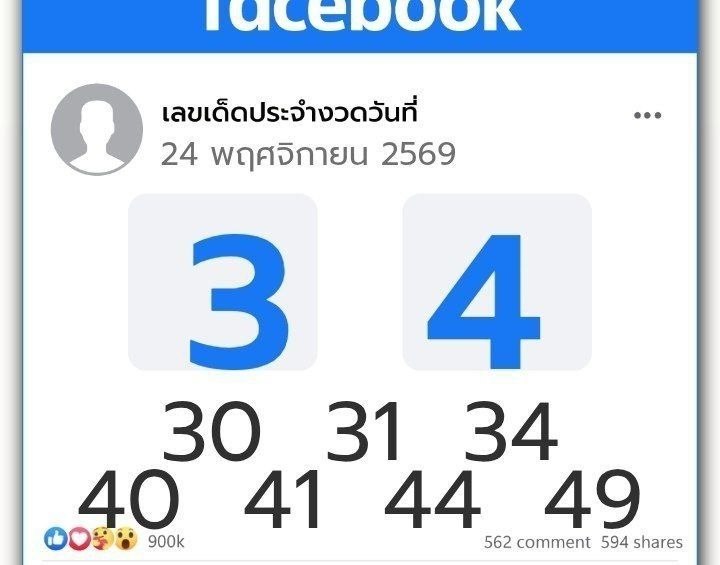 facebook
เลขเด็ดประจำงวดวันที่
24 พฤศจิกายน 2569
3 4
30 31 34
40 41 44 49
900k 562 comment 594 shares